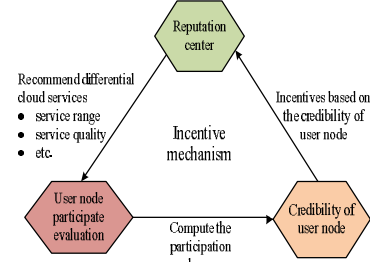 Reputation
center
Recommend differential
cloud services
● service range
● service quality
● etc.
Incentives based on
the credibility of
user node
Incentive
mechanism
User node
participate
evaluation
Compute the
participation
Credibility of
user node